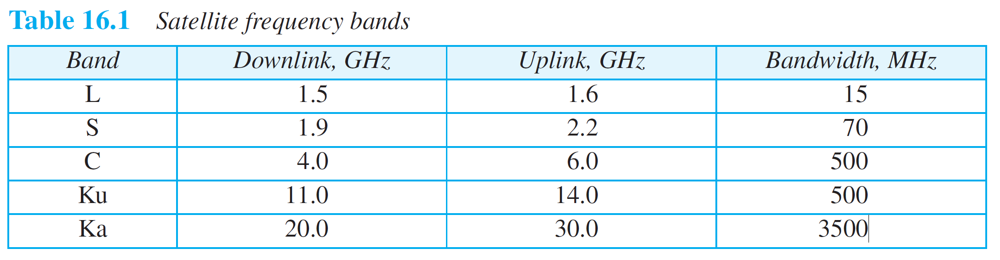 Table 16.1 Satellite frequency bands
Band Downlink, GHz Uplink, GHz Bandwidth, MHz
L 1.5 1.6 15
S 1.9 2.2 70
C 4.0 6.0 500
Ku 11.0 14.0 500
Ka 20.0 30.0 3500